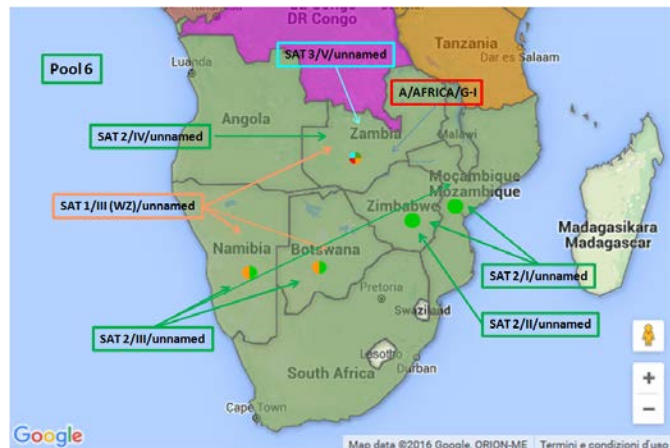 DR Congo
DR Congo
Tanzania
SAT 3/V/unnamed
Dar es Salaam
Pool 6
Luanda
A/AFRICA/G-I
Angola
SAT 2/IV/unnamed
Zambia
Malawi
Moçambique
Mozambique
SAT 1/III (WZ)/unnamed
Zimbabwe
Madagasikara
Madagascar
Namibia
Botswana
SAT 2/I/unnamed
Pretoria
Swaziland
SAT 2/II/unnamed
SAT 2/III/unnamed
Lesotho
Durban
South Africa
Cape Town
+
−
Google
Map data ©2016 Google, ORION-ME
Termini e condizioni d'uso